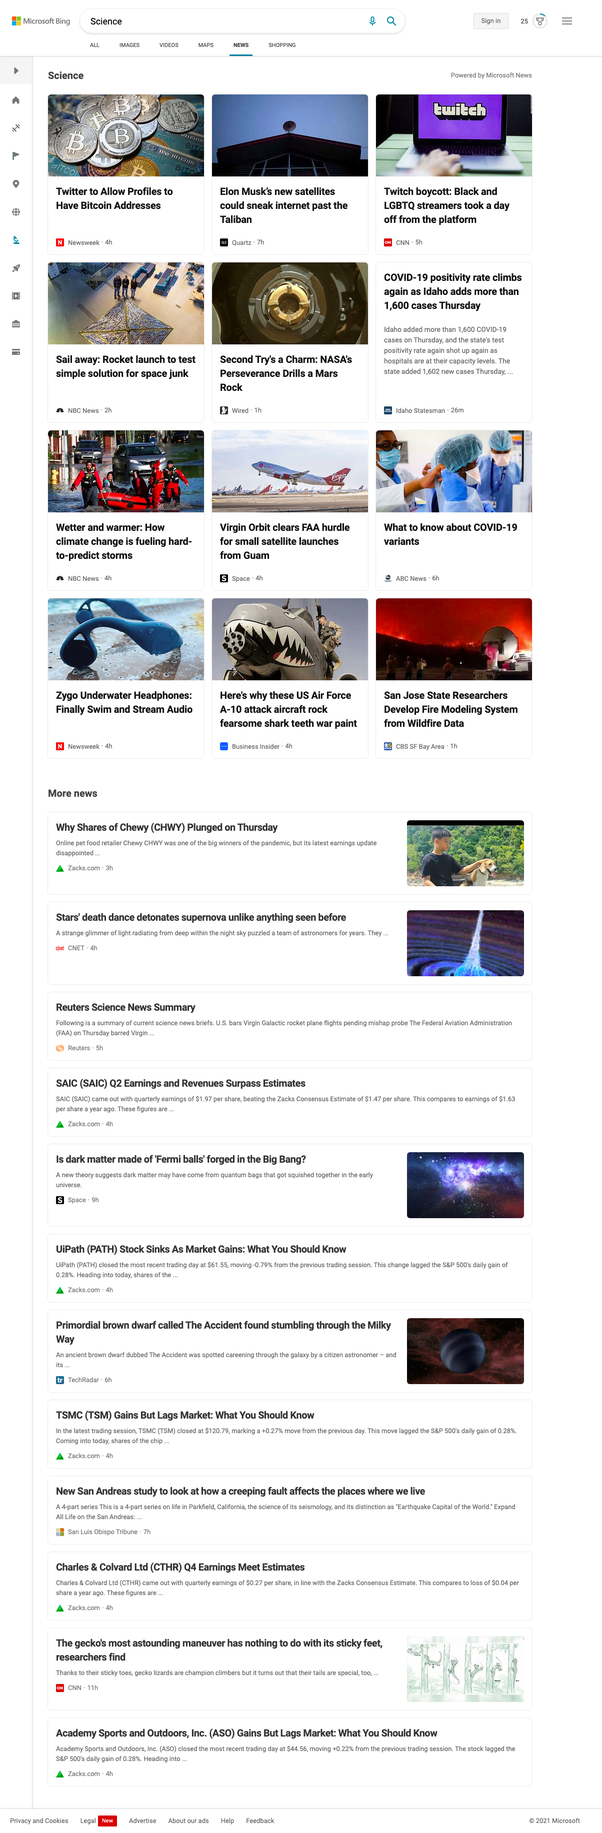 Microsoft Bing
Science
Sign in
25
ALL
IMAGES
VIDEOS
MAPS
NEWS
SHOPPING
Science
Powered by Microsoft News
twitch
Twitter to Allow Profiles to
Have Bitcoin Addresses
Newsweek · 4h
Elon Musk's new satellites
could sneak internet past the
Taliban
Quartz · 7h
Twitch boycott: Black and
LGBTQ streamers took a day
off from the platform
CNN · 5h
Sail away: Rocket launch to test
simple solution for space junk
NBC News · 2h
Second Try's a Charm: NASA's
Perseverance Drills a Mars
Rock
Wired · 1h
COVID-19 positivity rate climbs
again as Idaho adds more than
1,600 cases Thursday
Idaho added more than 1,600 COVID-19
cases on Thursday, and the state's test
positivity rate again shot up again as
hospitals are at their capacity levels. The
state added 1,602 new cases Thursday, ...
Idaho Statesman · 26m
Wetter and warmer: How
climate change is fueling hard-
to-predict storms
NBC News · 4h
Virgin Orbit clears FAA hurdle
for small satellite launches
from Guam
Space · 4h
What to know about COVID-19
variants
ABC News · 6h
Zygo Underwater Headphones:
Finally Swim and Stream Audio
Newsweek · 4h
Here's why these US Air Force
A-10 attack aircraft rock
fearsome shark teeth war paint
Business Insider · 4h
San Jose State Researchers
Develop Fire Modeling System
from Wildfire Data
CBS SF Bay Area · 1h
More news
Why Shares of Chewy (CHWY) Plunged on Thursday
Online pet food retailer Chewy CHWY was one of the big winners of the pandemic, but its latest earnings update
disappointed ...
Zacks.com · 3h
Stars' death dance detonates supernova unlike anything seen before
A strange glimmer of light radiating from deep within the night sky puzzled a team of astronomers for years. They ...
CNET · 4h
Reuters Science News Summary
Following is a summary of current science news briefs. U.S. bars Virgin Galactic rocket plane flights pending mishap probe The Federal Aviation Administration
(FAA) on Thursday barred Virgin ...
Reuters · 5h
SAIC (SAIC) Q2 Earnings and Revenues Surpass Estimates
SAIC (SAIC) came out with quarterly earnings of $1.97 per share, beating the Zacks Consensus Estimate of $1.47 per share. This compares to earnings of $1.63
per share a year ago. These figures are ...
Zacks.com · 4h
Is dark matter made of 'Fermi balls' forged in the Big Bang?
A new theory suggests dark matter may have come from quantum bags that got squished together in the early
universe.
Space · 9h
UiPath (PATH) Stock Sinks As Market Gains: What You Should Know
UiPath (PATH) closed the most recent trading day at $61.55, moving -0.79% from the previous trading session. This change lagged the S&P 500's daily gain of
0.28%. Heading into today, shares of the ...
Zacks.com · 4h
Primordial brown dwarf called The Accident found stumbling through the Milky
Way
An ancient brown dwarf dubbed The Accident was spotted careening through the galaxy by a citizen astronomer – and
its ...
TechRadar · 6h
TSMC (TSM) Gains But Lags Market: What You Should Know
In the latest trading session, TSMC (TSM) closed at $120.79, marking a +0.27% move from the previous day. This move lagged the S&P 500's daily gain of 0.28%.
Coming into today, shares of the chip ...
Zacks.com · 4h
New San Andreas study to look at how a creeping fault affects the places where we live
A 4-part series This is a 4-part series on life in Parkfield, California, the science of its seismology, and its distinction as "Earthquake Capital of the World." Expand
All Life on the San Andreas: ...
San Luis Obispo Tribune · 7h
Charles & Colvard Ltd (CTHR) Q4 Earnings Meet Estimates
Charles & Colvard Ltd (CTHR) came out with quarterly earnings of $0.27 per share, in line with the Zacks Consensus Estimate. This compares to loss of $0.04 per
share a year ago. These figures are ...
Zacks.com · 4h
The gecko's most astounding maneuver has nothing to do with its sticky feet,
researchers find
Thanks to their sticky toes, gecko lizards are champion climbers but it turns out that their tails are special, too, ...
CNN · 11h
Academy Sports and Outdoors, Inc. (ASO) Gains But Lags Market: What You Should Know
Academy Sports and Outdoors, Inc. (ASO) closed the most recent trading day at $44.56, moving +0.22% from the previous trading session. The stock lagged the
S&P 500's daily gain of 0.28%. Heading into ...
Zacks.com · 4h
Privacy and Cookies
Legal
New
Advertise
About our ads
Help
Feedback
© 2021 Microsoft